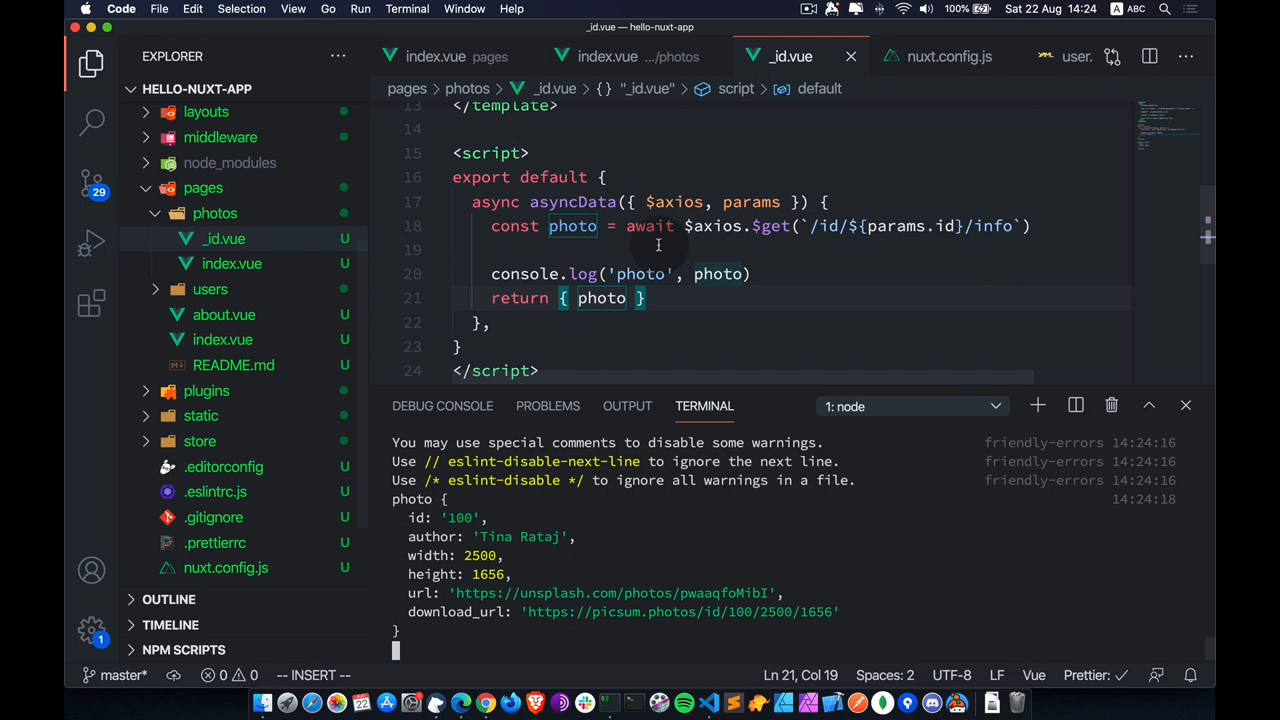 Code File Edit Selection View Go Run Terminal Window Help 100% Sat 22 Aug 14:24 A ABC
_id.vue — hello-nuxt-app
EXPLORER
index.vue pages
index.vue .../photos
_id.vue
nuxt.config.js
user.
HELLO-NUXT-APP
layouts
middleware
node_modules
pages
photos
_id.vue U
index.vue U
users
about.vue U
index.vue U
README.md U
plugins
static
store
.editorconfig U
.eslintrc.js U
.gitignore U
.prettierrc U
nuxt.config.js U
OUTLINE
TIMELINE
NPM SCRIPTS
29
1
pages photos _id.vue {} "_id.vue" script default
13 </template>
14
15 <script>
16 export default {
17 async asyncData({ $axios, params }) {
18 const photo = await $axios.$get(`/id/${params.id}/info`)
20 console.log('photo', photo)
21 return { photo }
22 },
23 }
24 </script>
DEBUG CONSOLE PROBLEMS OUTPUT TERMINAL 1: node
You may use special comments to disable some warnings. friendly-errors 14:24:16
Use // eslint-disable-next-line to ignore the next line. friendly-errors 14:24:16
Use /* eslint-disable */ to ignore all warnings in a file. friendly-errors 14:24:16
photo { 14:24:18
id: '100',
author: 'Tina Rataj',
width: 2500,
height: 1656,
url: 'https://unsplash.com/photos/pwaaqfoMibI',
download_url: 'https://picsum.photos/id/100/2500/1656'
}
master* 0 0 -- INSERT -- Ln 21, Col 19 Spaces: 2 UTF-8 LF Vue Prettier: